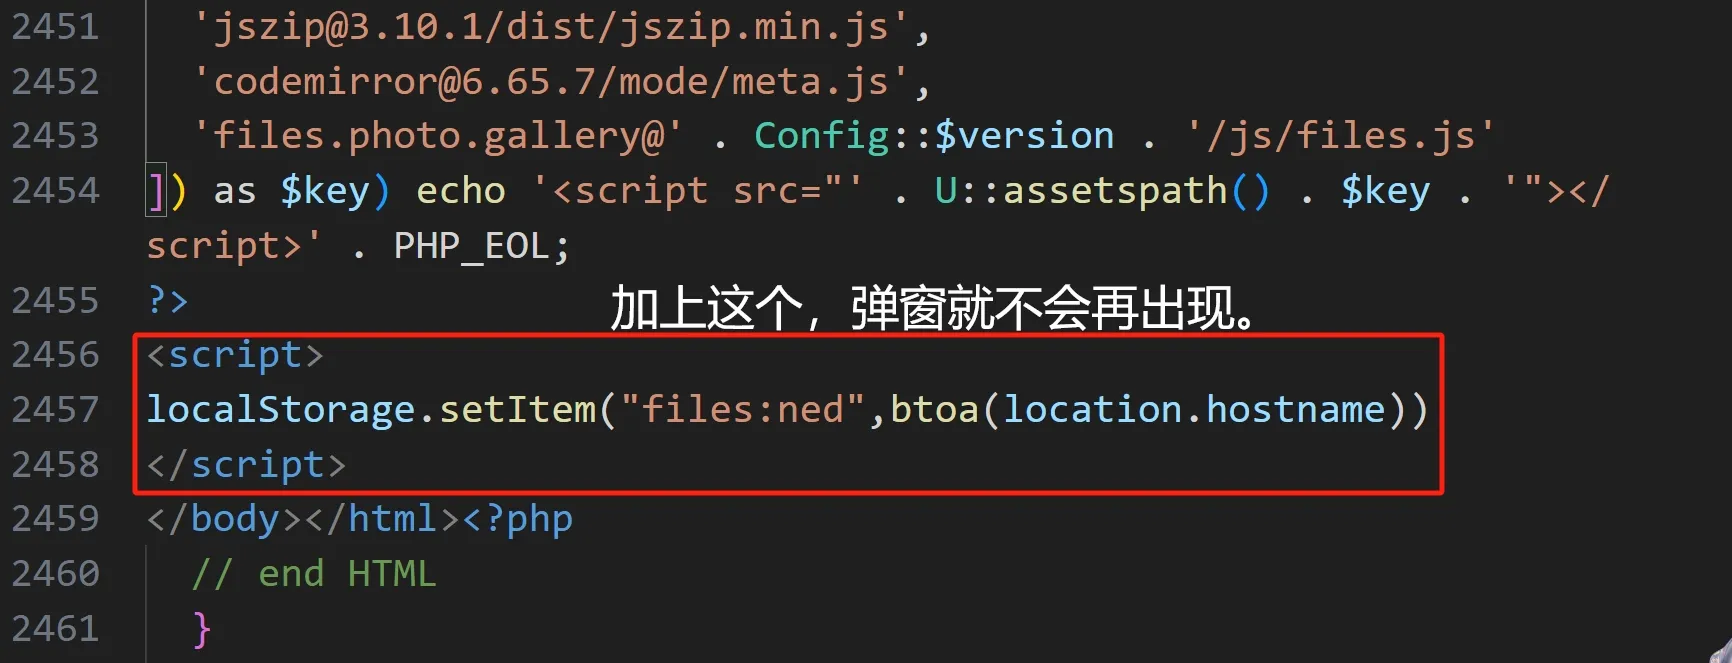 2451 'jszip@3.10.1/dist/jszip.min.js',
2452 'codemirror@6.65.7/mode/meta.js',
2453 'files.photo.gallery@' . Config::$version . '/js/files.js'
2454 ]) as $key) echo '<script src="' . U::assetspath() . $key . '"></
script>' . PHP_EOL;
2455 ?>
加上这个，弹窗就不会再出现。
2456 <script>
2457 localStorage.setItem("files:ned",btoa(location.hostname))
2458 </script>
2459 </body></html><?php
2460 // end HTML
2461 }